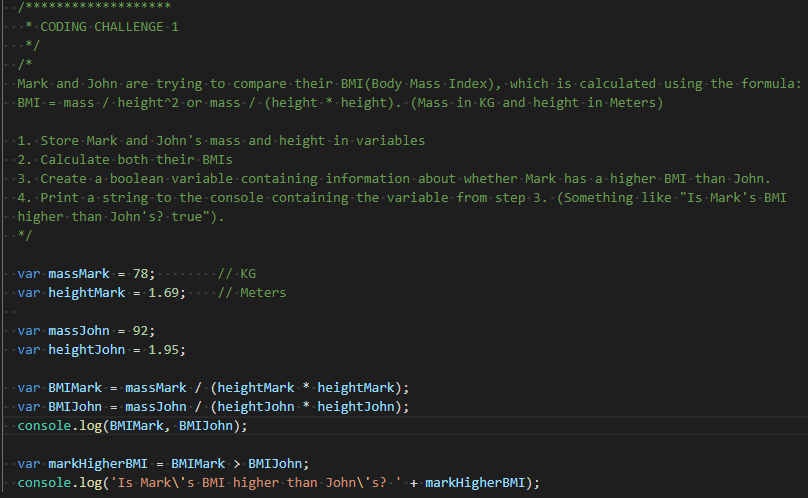 /*******************
* CODING CHALLENGE 1
*/
/*
Mark and John are trying to compare their BMI(Body Mass Index), which is calculated using the formula:
BMI = mass / height^2 or mass / (height * height). (Mass in KG and height in Meters)
1. Store Mark and John's mass and height in variables
2. Calculate both their BMIs
3. Create a boolean variable containing information about whether Mark has a higher BMI than John.
4. Print a string to the console containing the variable from step 3. (Something like "Is Mark's BMI
higher than John's? true").
*/
var massMark = 78;        // KG
var heightMark = 1.69;    // Meters
var massJohn = 92;
var heightJohn = 1.95;
var BMIMark = massMark / (heightMark * heightMark);
var BMIJohn = massJohn / (heightJohn * heightJohn);
console.log(BMIMark, BMIJohn);
var markHigherBMI = BMIMark > BMIJohn;
console.log('Is Mark\'s BMI higher than John\'s? ' + markHigherBMI);